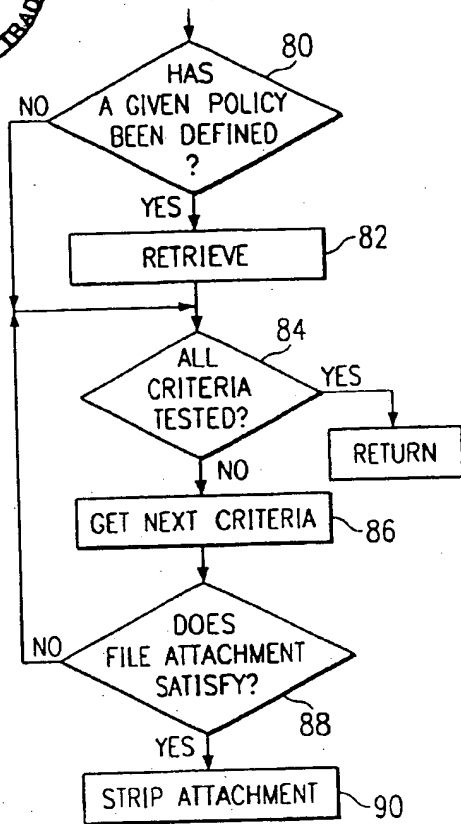 80
HAS
A GIVEN POLICY
BEEN DEFINED
?
NO
YES
RETRIEVE
82
84
ALL
CRITERIA
TESTED?
YES
RETURN
NO
GET NEXT CRITERIA
86
DOES
FILE ATTACHMENT
SATISFY?
NO
88
YES
STRIP ATTACHMENT
90